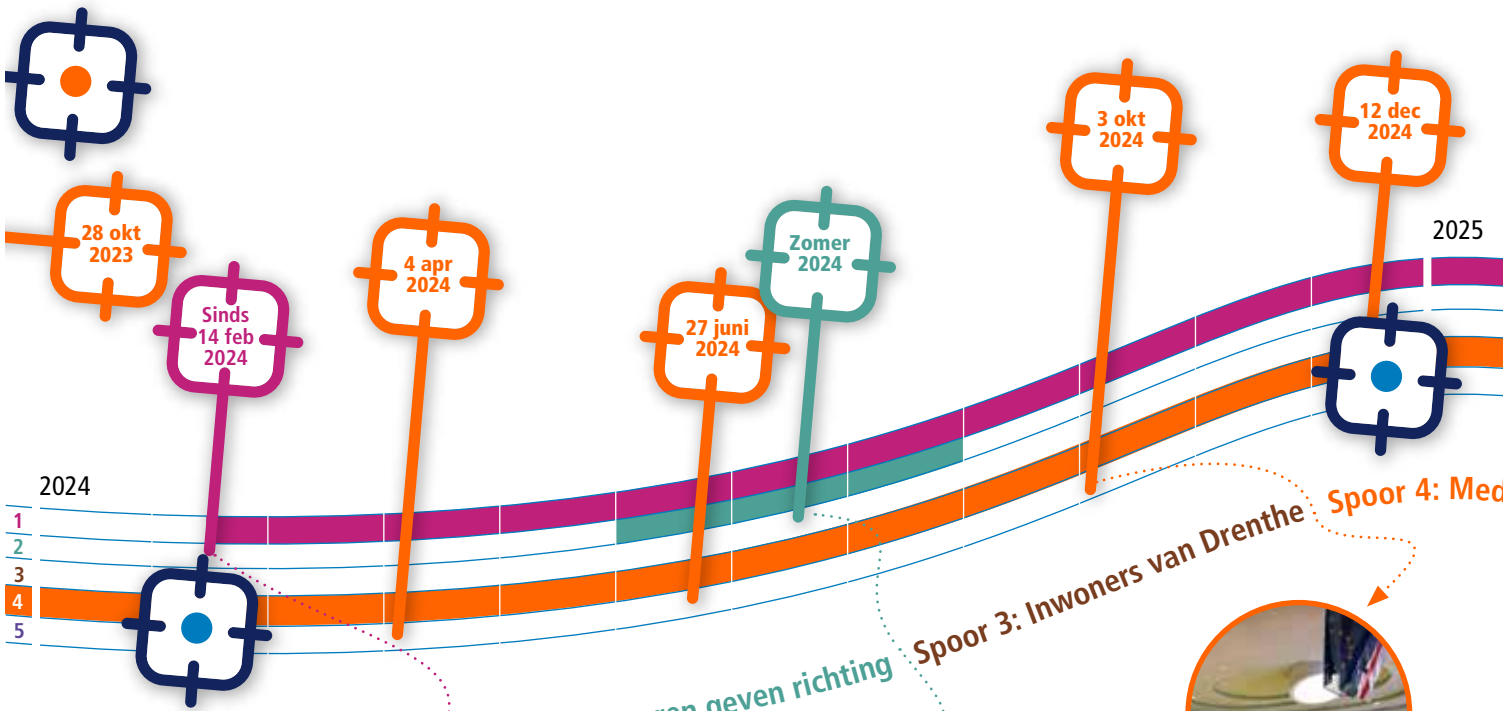 28 okt
2023
Sinds
14 feb
2024
4 apr
2024
27 juni
2024
Zomer
2024
3 okt
2024
12 dec
2024
2025
2024
1
2
3
4
5
geven richting
Spoor 3: Inwoners van Drenthe
Spoor 4: